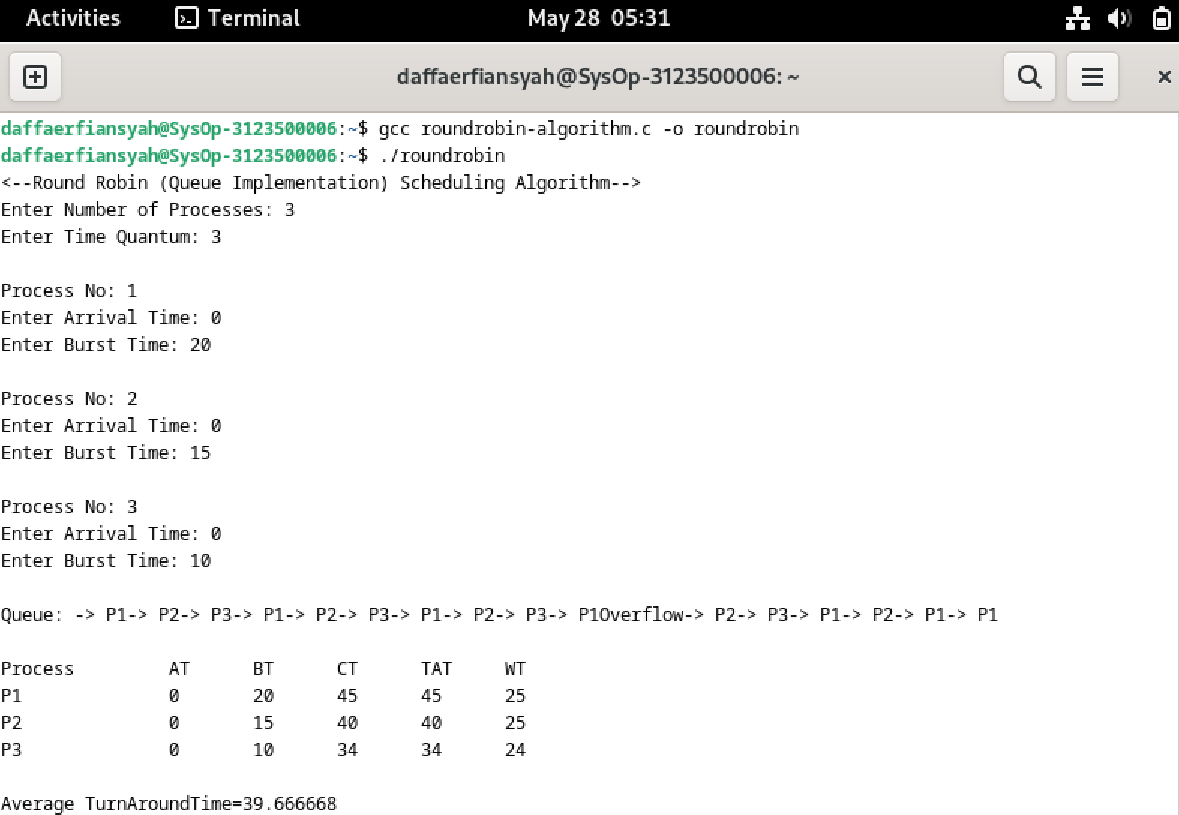 Activities Terminal May 28 05:31
daffaerfiansyah@SysOp-3123500006: ~
daffaerfiansyah@SysOp-3123500006:~$ gcc roundrobin-algorithm.c -o roundrobin
daffaerfiansyah@SysOp-3123500006:~$ ./roundrobin
<--Round Robin (Queue Implementation) Scheduling Algorithm-->
Enter Number of Processes: 3
Enter Time Quantum: 3
Process No: 1
Enter Arrival Time: 0
Enter Burst Time: 20
Process No: 2
Enter Arrival Time: 0
Enter Burst Time: 15
Process No: 3
Enter Arrival Time: 0
Enter Burst Time: 10
Queue: -> P1-> P2-> P3-> P1-> P2-> P3-> P1-> P2-> P3-> P1Overflow-> P2-> P3-> P1-> P2-> P1-> P1
Process AT BT CT TAT WT
P1 0 20 45 45 25
P2 0 15 40 40 25
P3 0 10 34 34 24
Average TurnAroundTime=39.666668